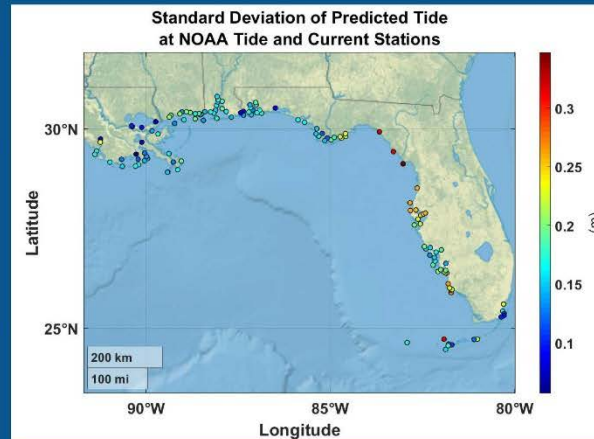 Standard Deviation of Predicted Tide
at NOAA Tide and Current Stations
30°N
25°N
Latitude
200 km
100 mi
90°W
85°W
80°W
Longitude
0.3
0.25
0.2
0.15
0.1
(m)